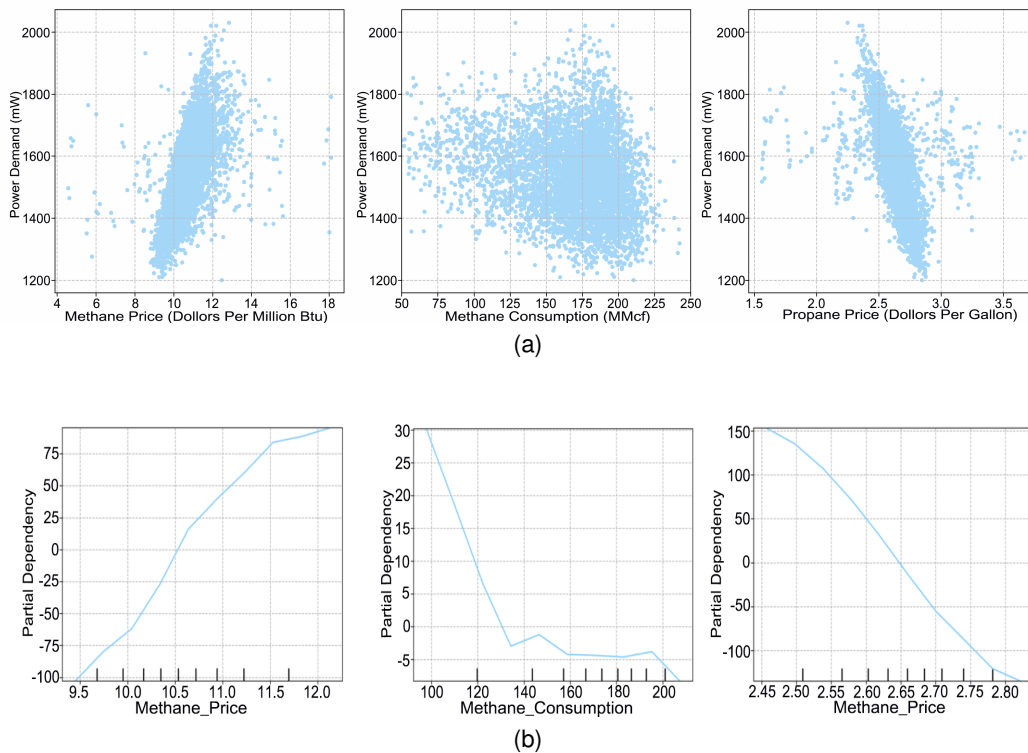 2000
1800
1600
1400
1200
Power Demand (mW)
4 6 8 10 12 14 16 18
Methane Price (Dollors Per Million Btu)
2000
1800
1600
1400
1200
Power Demand (mW)
50 75 100 125 150 175 200 225 250
Methane Consumption (MMcf)
2000
1800
1600
1400
1200
Power Demand (mW)
1.5 2.0 2.5 3.0 3.5
Propane Price (Dollors Per Gallon)
(a)
75
50
25
0
-25
-50
-75
-100
Partial Dependency
9.5 10.0 10.5 11.0 11.5 12.0
Methane_Price
30
25
20
15
10
5
0
-5
Partial Dependency
100 120 140 160 180 200
Methane_Consumption
150
100
50
0
-50
-100
Partial Dependency
2.45 2.50 2.55 2.60 2.65 2.70 2.75 2.80
Methane_Price
(b)